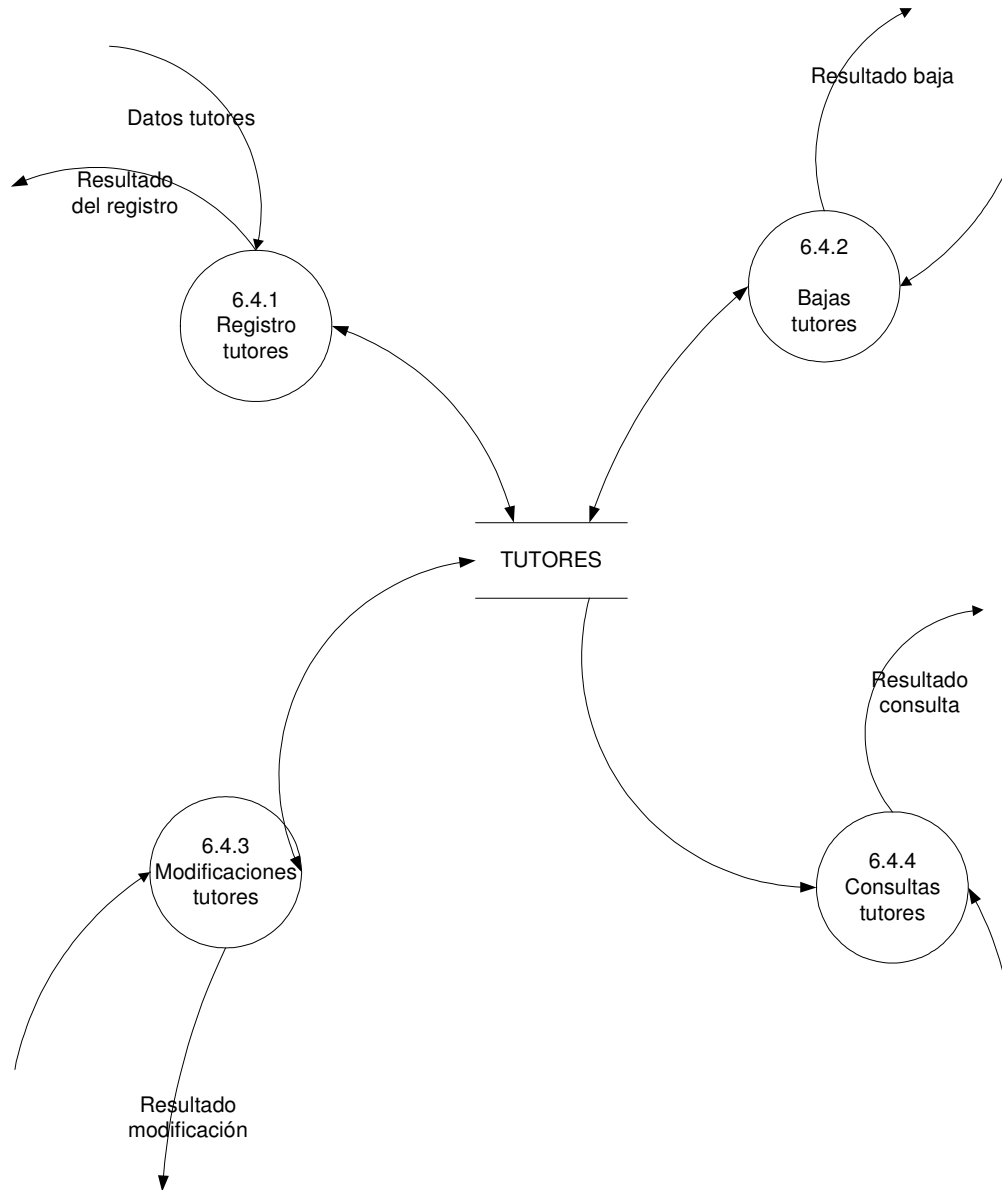 Resultado baja
Datos tutores
Resultado
del registro
6.4.1
Registro
tutores
6.4.2
Bajas
tutores
TUTORES
Resultado
consulta
6.4.3
Modificaciones
tutores
6.4.4
Consultas
tutores
Resultado
modificación